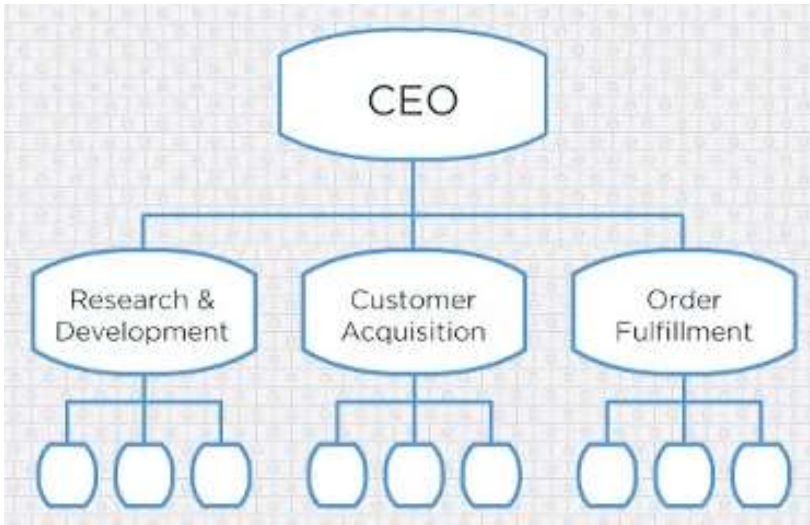 CEO
Research &
Development
Customer
Acquisition
Order
Fulfillment